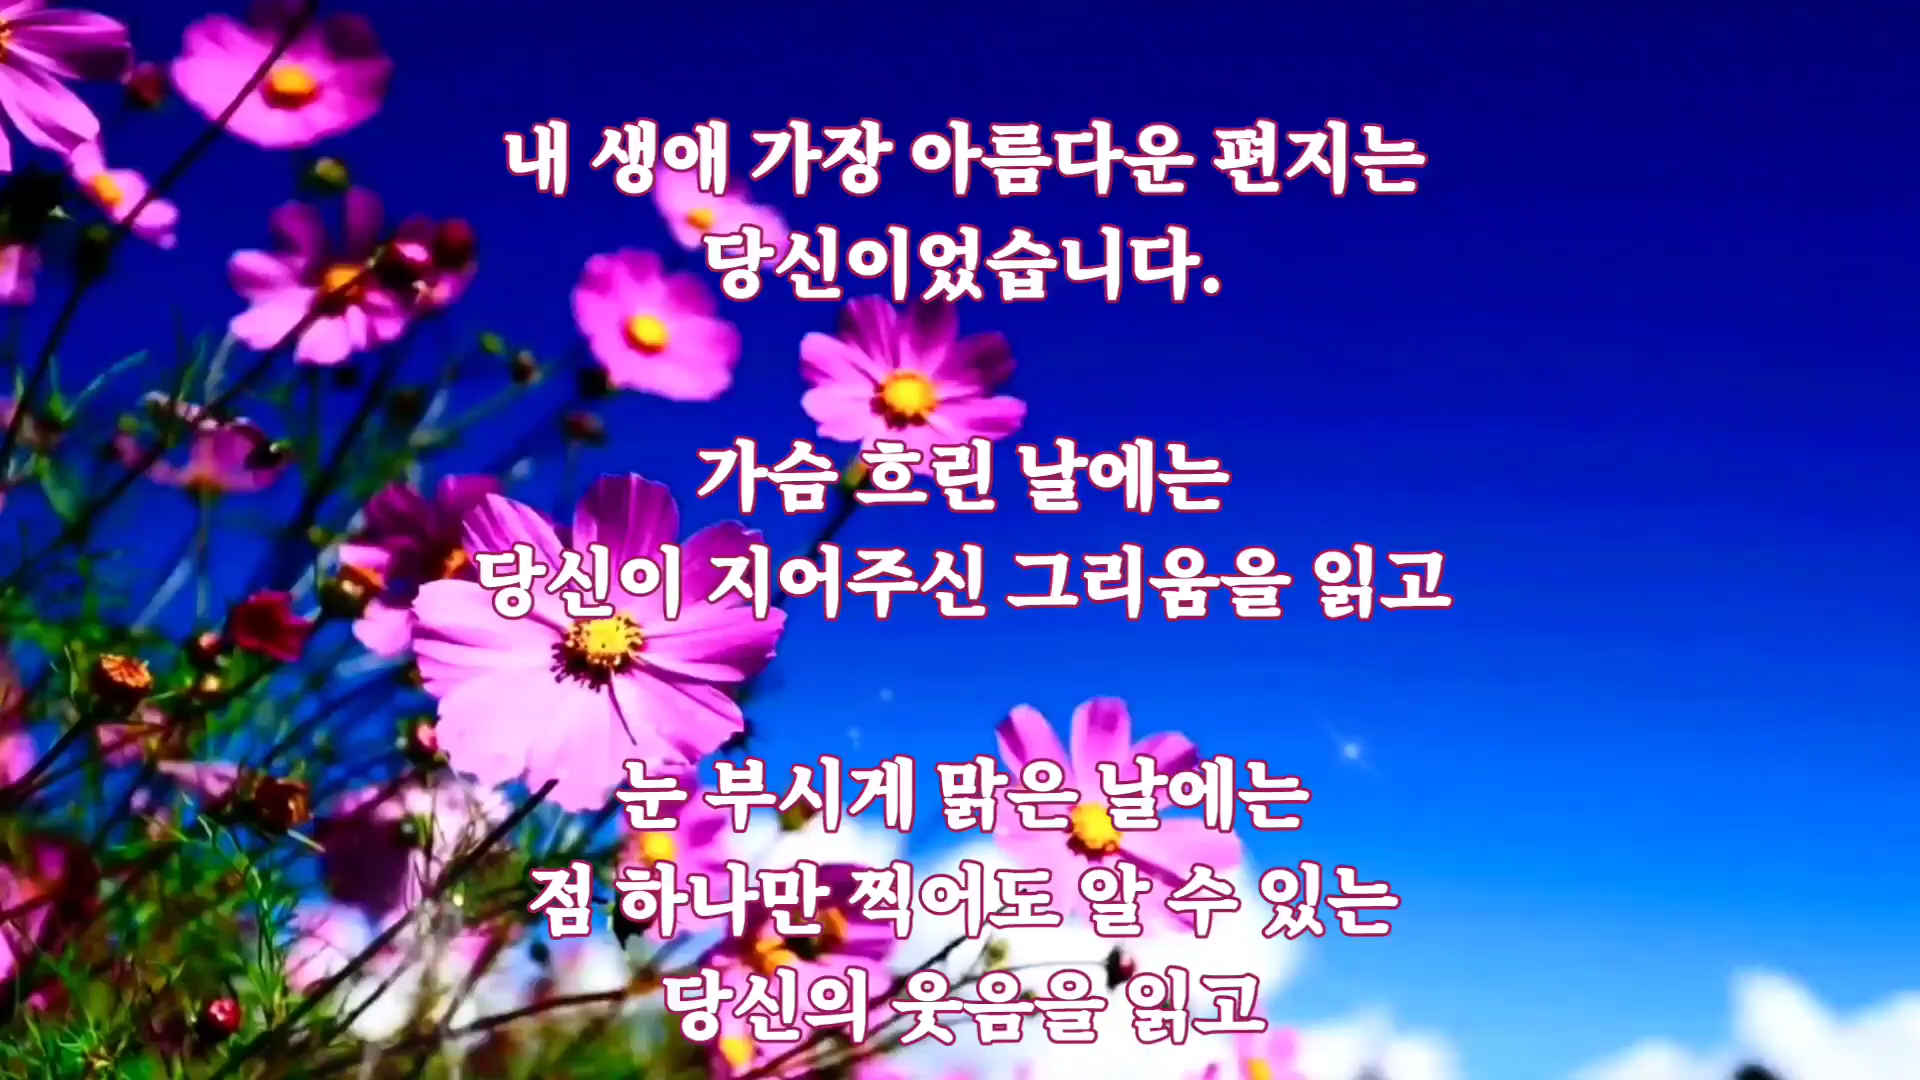 내 생애 가장 아름다운 편지는
당신이었습니다.
가슴 흐린 날에는
당신이 지어주신 그리움을 읽고
눈 부시게 맑은 날에는
점 하나만 찍어도 알 수 있는
당신의 웃음을 읽고